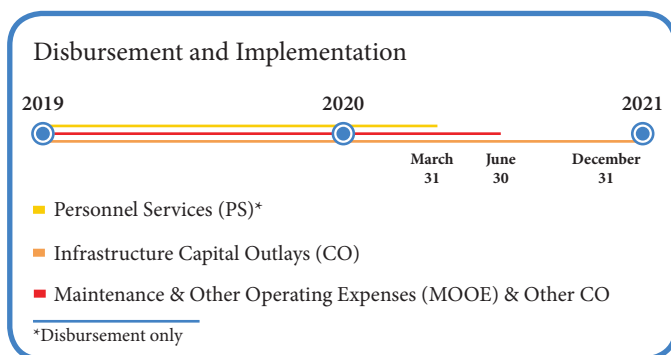 Disbursement and Implementation
2019 2020 2021
March June December
31 30 31
Personnel Services (PS)*
Infrastructure Capital Outlays (CO)
Maintenance & Other Operating Expenses (MOOE) & Other CO
*Disbursement only